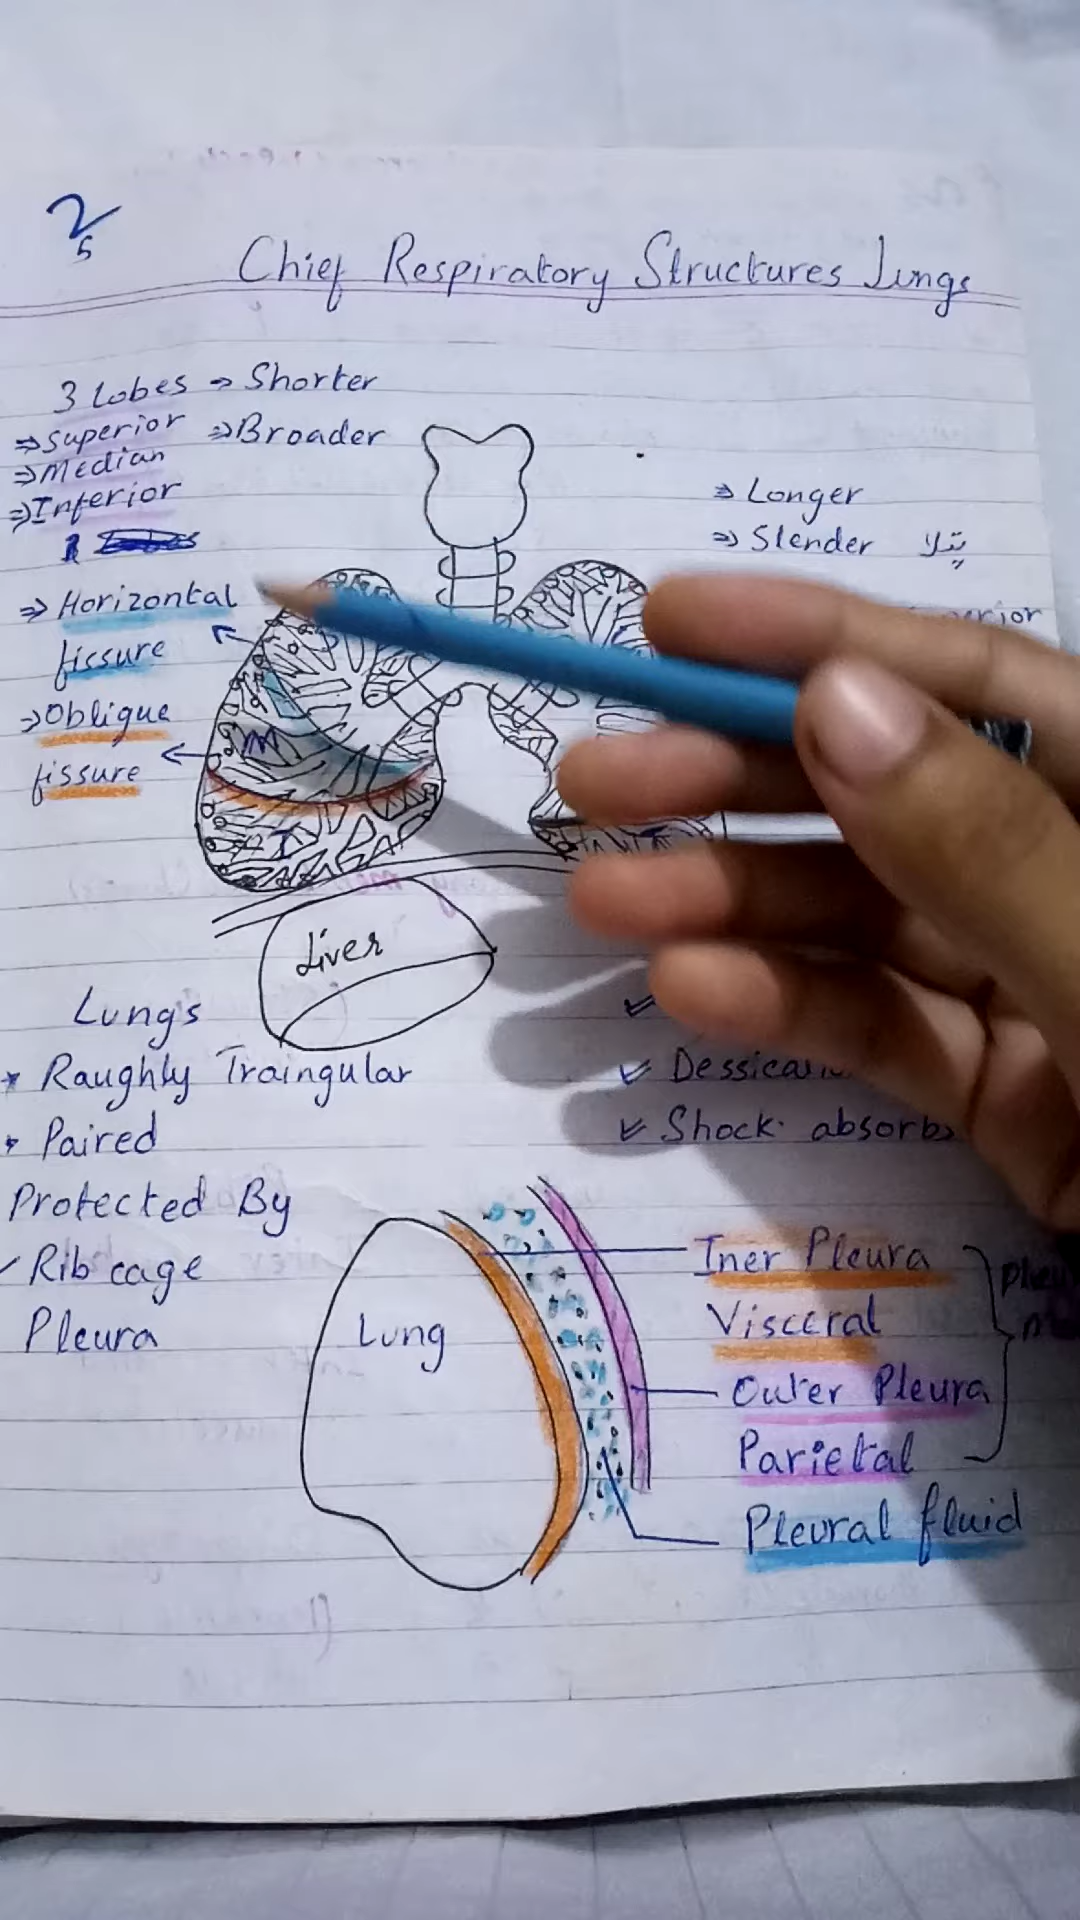 2
5
Chief Respiratory Structures Lungs
3 Lobes → Shorter
⇒ Superior ⇒ Broader
⇒ Median
⇒ Inferior
⇒ Longer
⇒ Slender پتلا
⇒ Horizontal
fissure
⇒ Oblique
fissure
M
I
Liver
Lungs
* Raughly Traingular
* Paired
Dessica
Shock absorb
Protected By
✓ Rib cage
Pleura
Lung
Iner Pleura
Visceral
Outer Pleura
Parietal
Pleural fluid